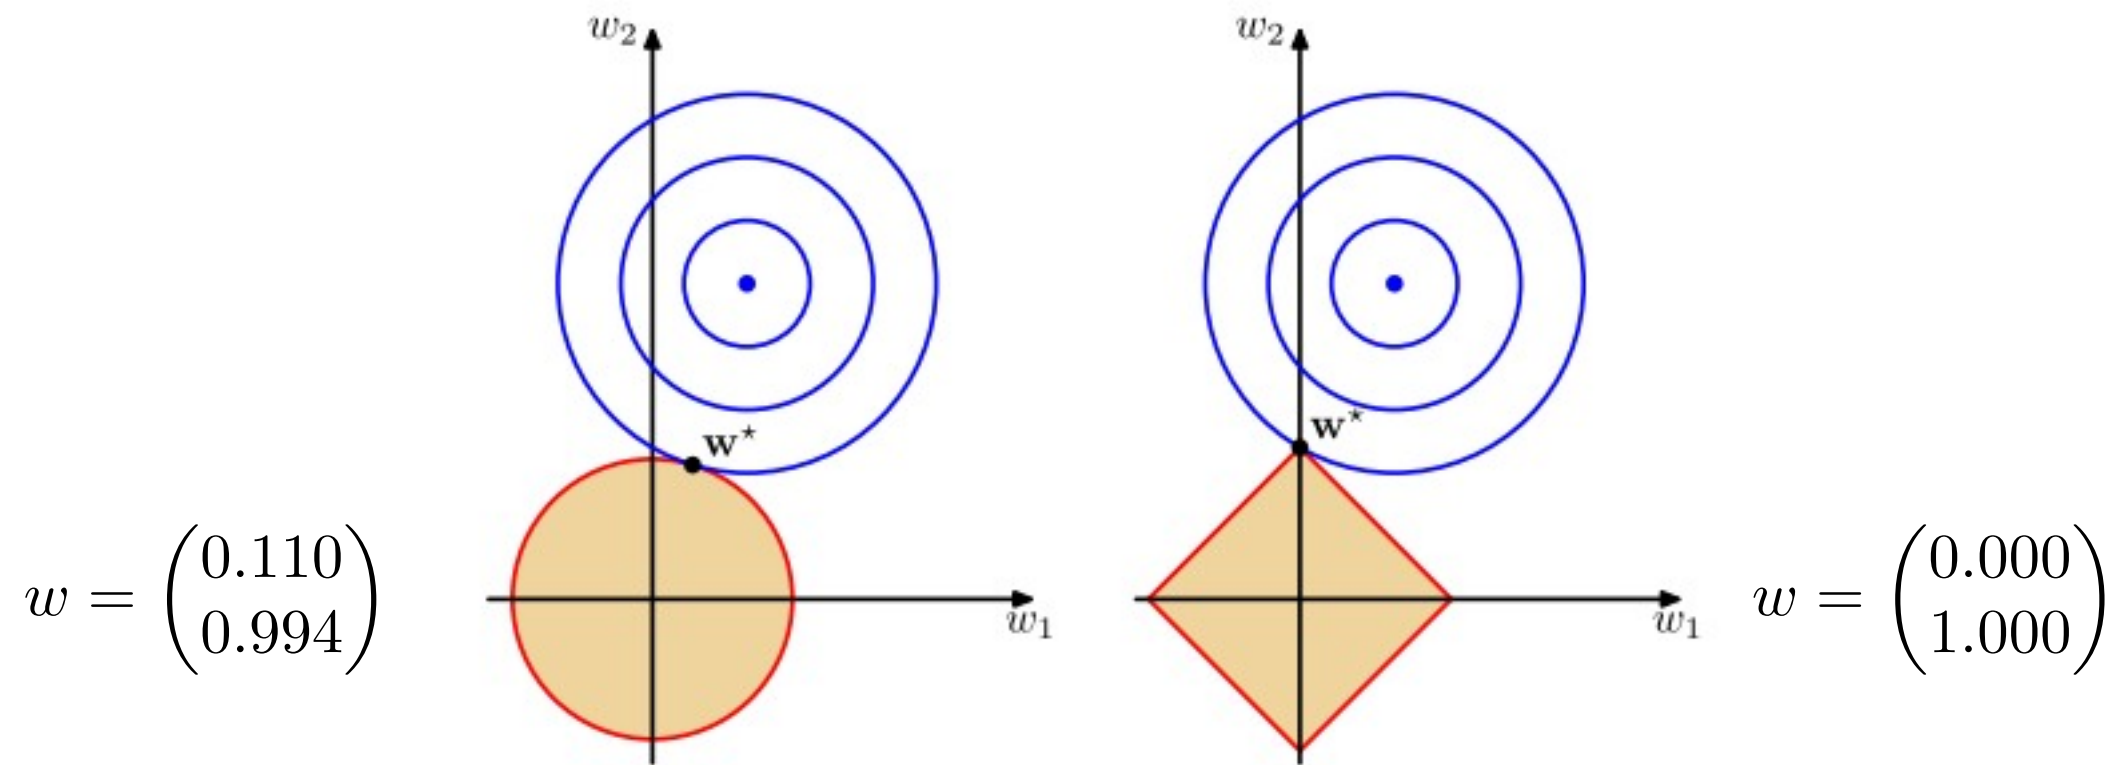 w₂
w₂
w*
w*
w = (0.110
0.994)
w = (0.000
1.000)
w₁
w₁